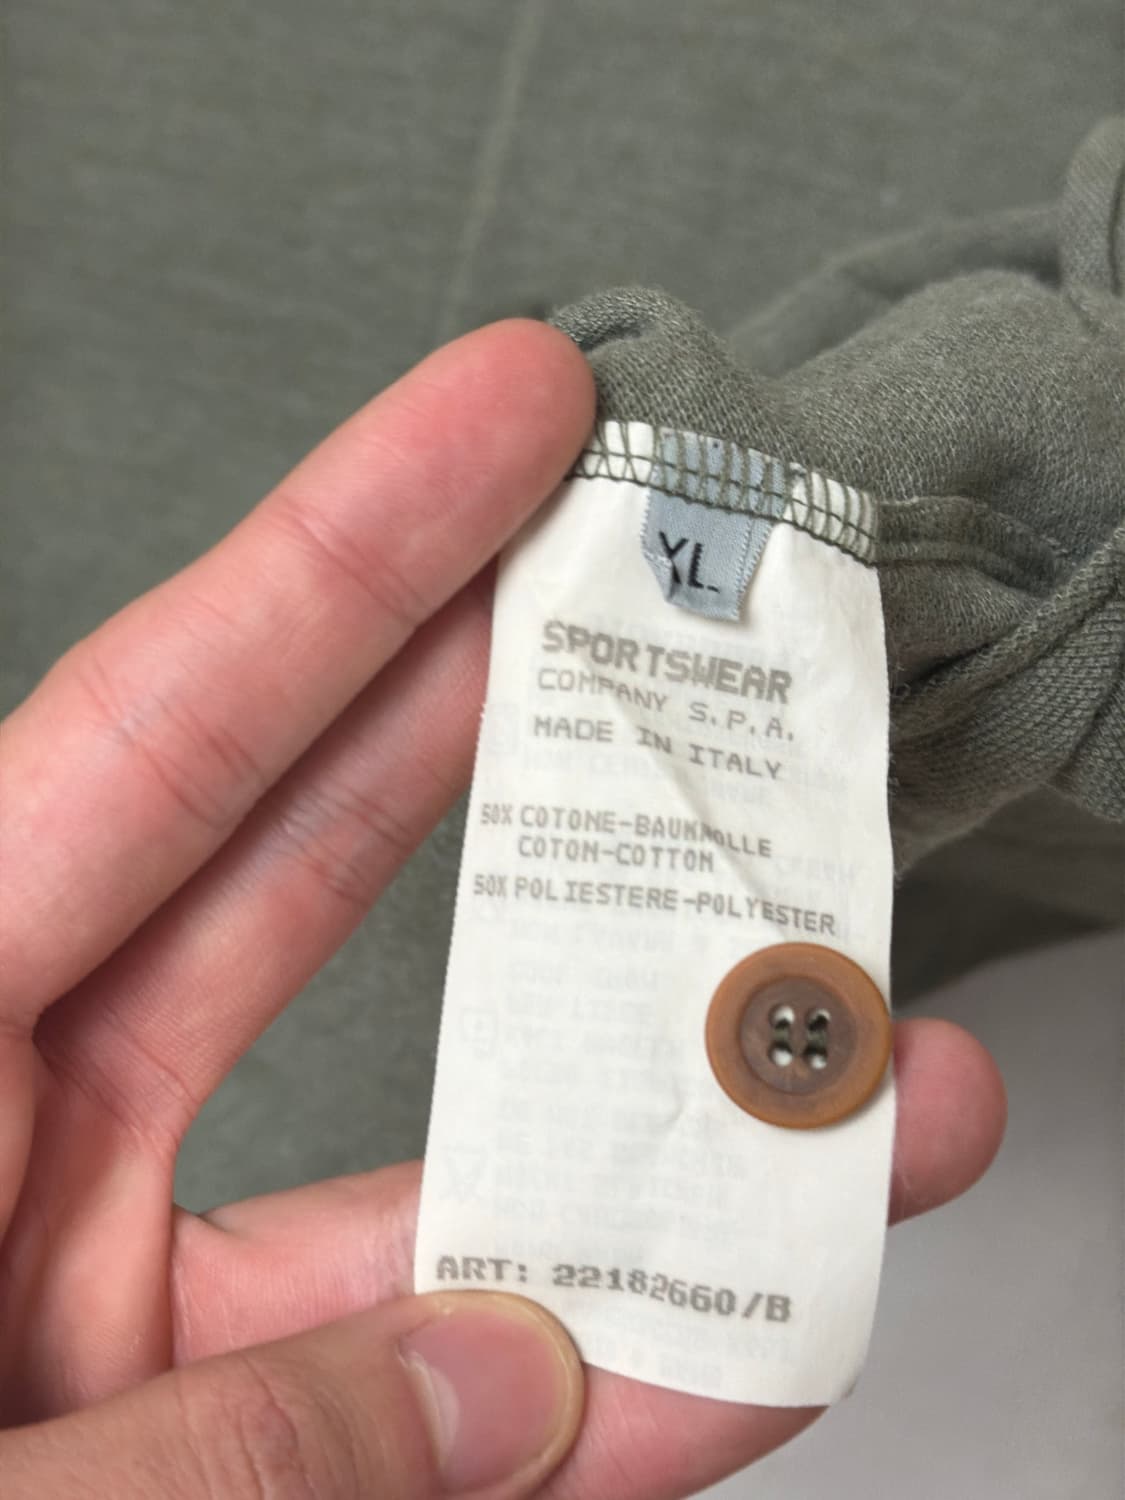 XL
SPORTSWEAR
COMPANY S.P.A.
MADE IN ITALY
50% COTONE-BAUMWOLLE
COTON-COTTON
50% POLIESTERE-POLYESTER
ART: 22182660/B